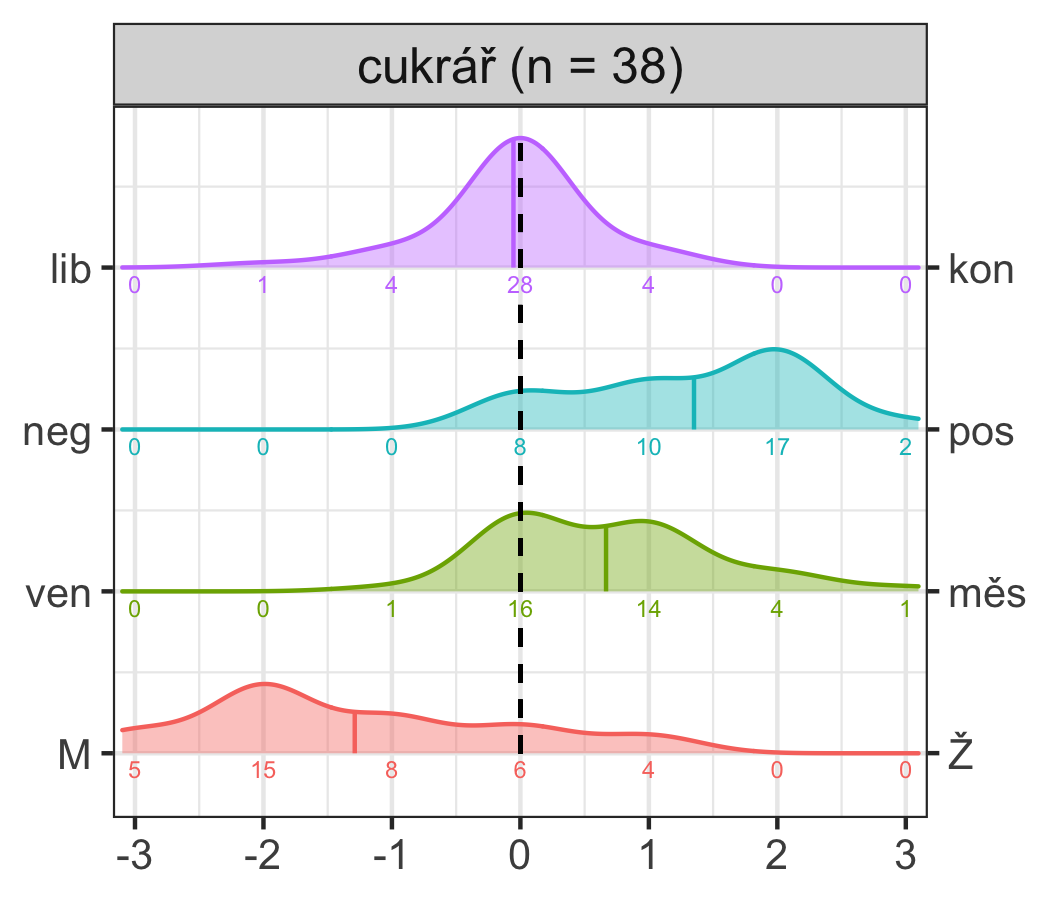 cukrář (n = 38)
lib kon
0 1 4 28 4 0 0
neg pos
0 0 0 8 10 17 2
ven měs
0 0 1 16 14 4 1
M Ž
5 15 8 6 4 0 0
-3 -2 -1 0 1 2 3